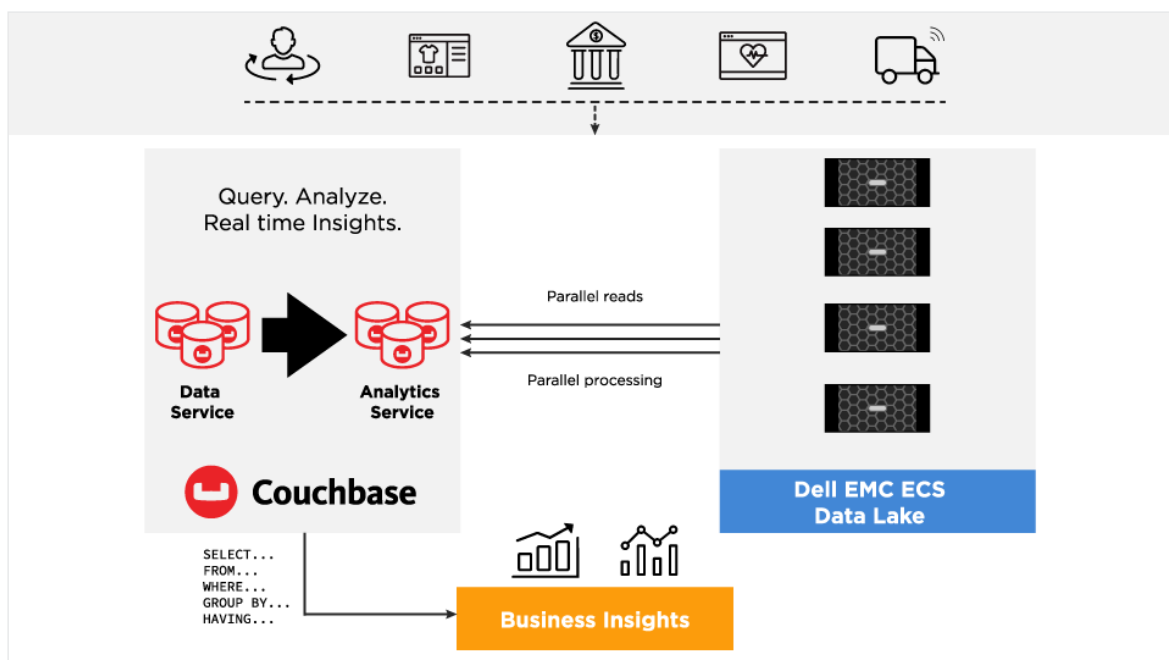 Query. Analyze.
Real time Insights.
Data
Service
Analytics
Service
Couchbase
Parallel reads
Parallel processing
Dell EMC ECS
Data Lake
SELECT...
FROM...
WHERE...
GROUP BY...
HAVING...
Business Insights